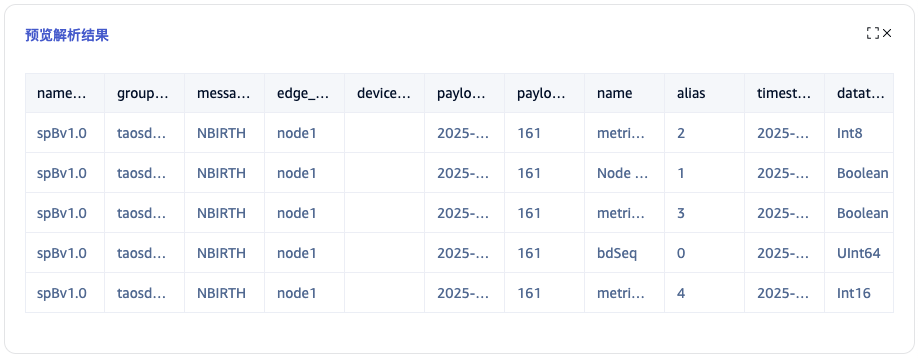 预览解析结果
name… group… messa… edge_… device… paylo… paylo… name alias timest… datat…
spBv1.0 taosd… NBIRTH node1 2025-… 161 metri… 2 2025-… Int8
spBv1.0 taosd… NBIRTH node1 2025-… 161 Node … 1 2025-… Boolean
spBv1.0 taosd… NBIRTH node1 2025-… 161 metri… 3 2025-… Boolean
spBv1.0 taosd… NBIRTH node1 2025-… 161 bdSeq 0 2025-… UInt64
spBv1.0 taosd… NBIRTH node1 2025-… 161 metri… 4 2025-… Int16